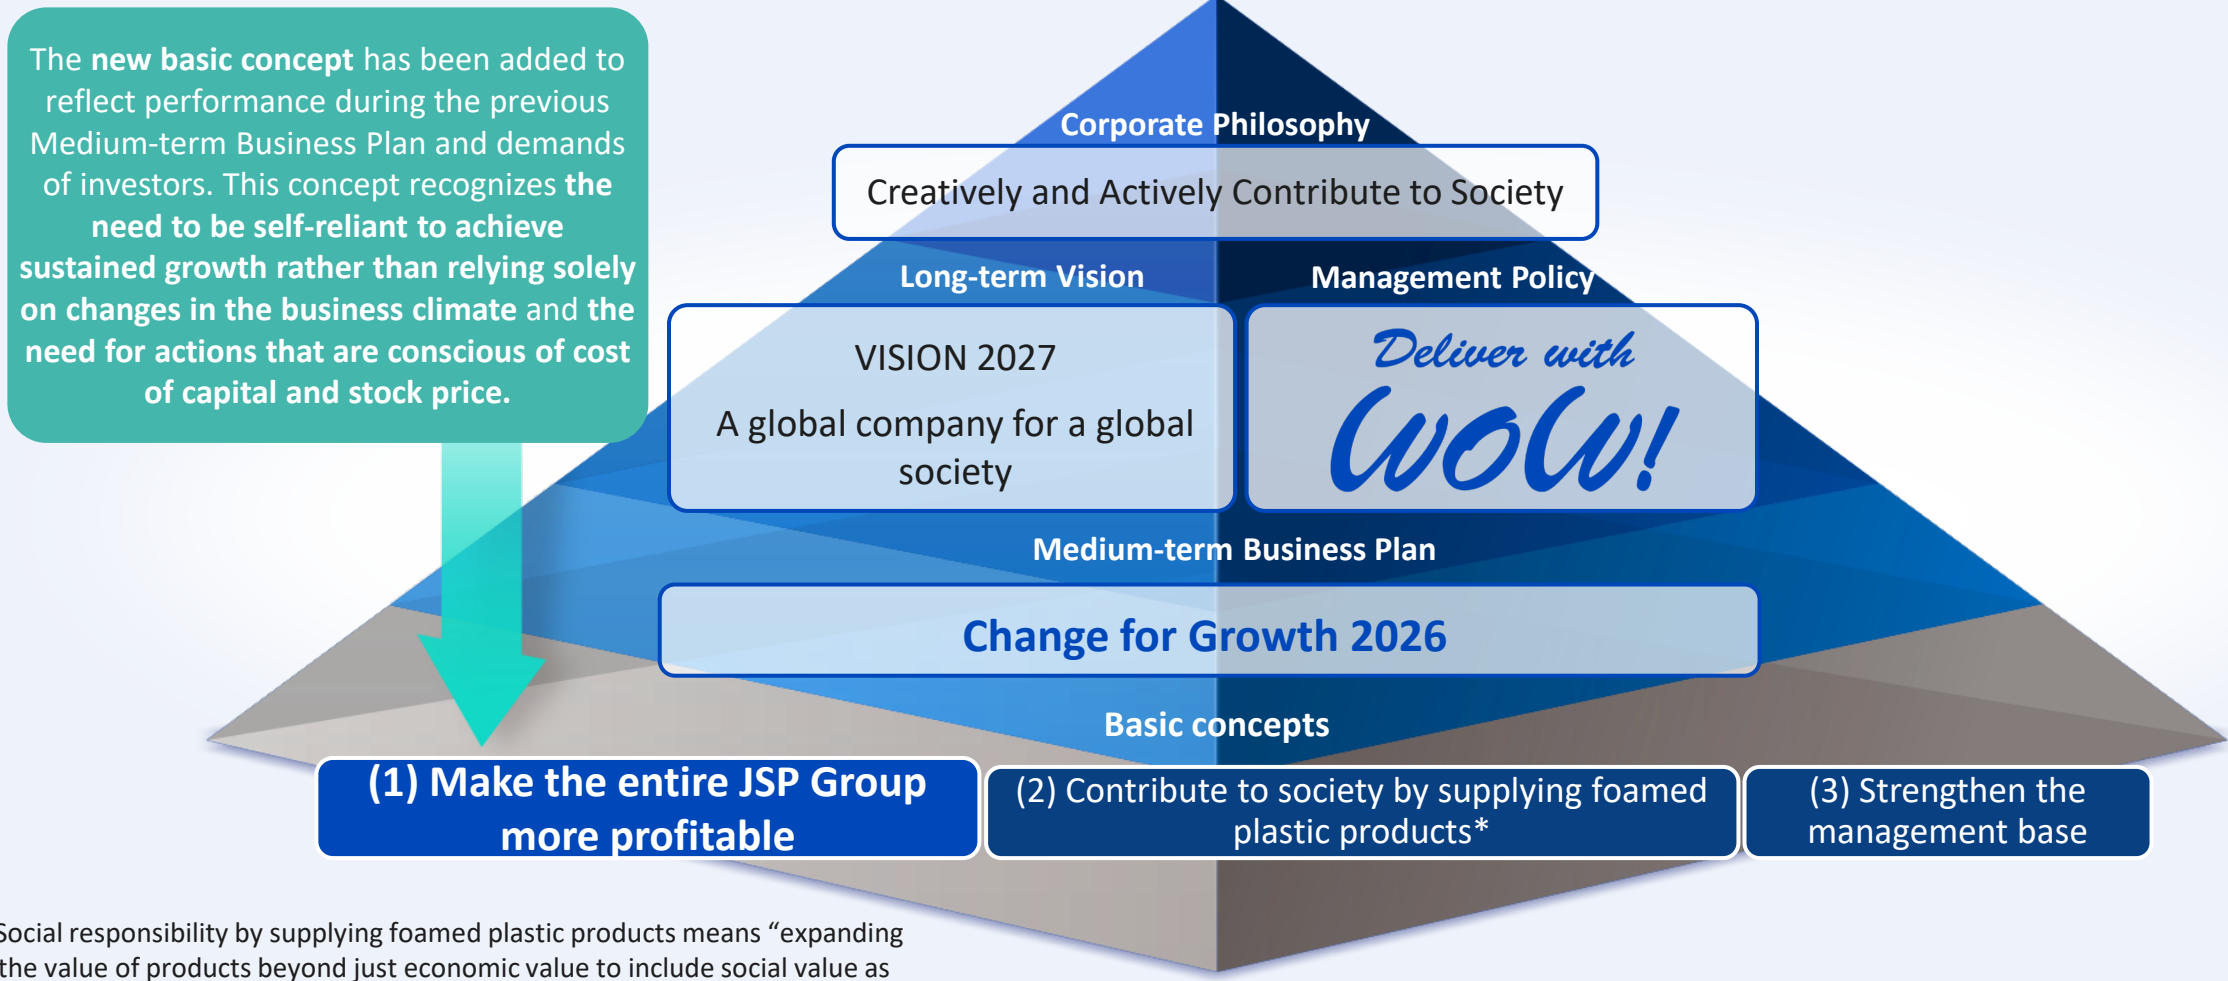 The new basic concept has been added to
reflect performance during the previous
Medium-term Business Plan and demands
of investors. This concept recognizes the
need to be self-reliant to achieve
sustained growth rather than relying solely
on changes in the business climate and the
need for actions that are conscious of cost
of capital and stock price.
Corporate Philosophy
Creatively and Actively Contribute to Society
Long-term Vision
VISION 2027
A global company for a global
society
Management Policy
Deliver with
WOW!
Medium-term Business Plan
Change for Growth 2026
Basic concepts
(1) Make the entire JSP Group
more profitable
(2) Contribute to society by supplying foamed
plastic products*
(3) Strengthen the
management base
Social responsibility by supplying foamed plastic products means “expanding
the value of products beyond just economic value to include social value as